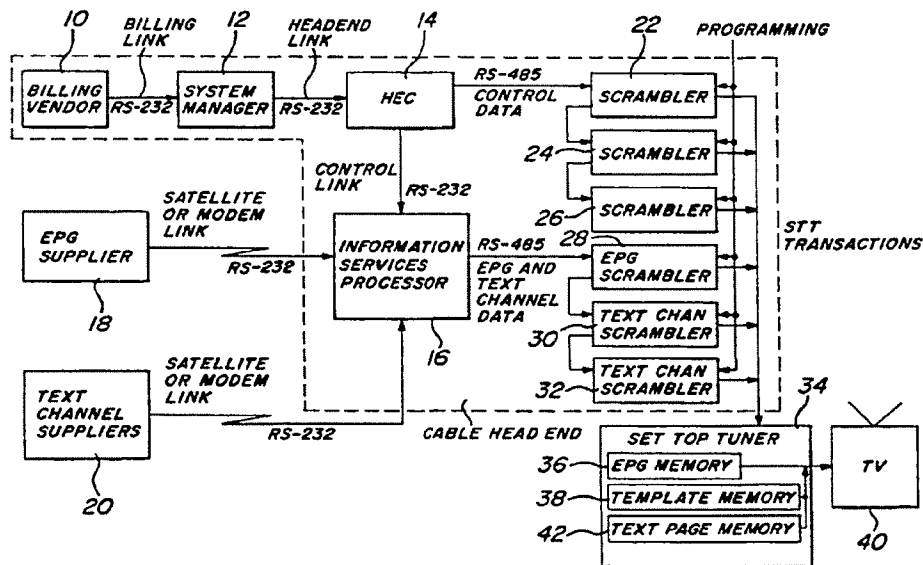 10
BILLING
LINK
12
HEADEND
LINK
14
22
PROGRAMMING
BILLING
VENDOR
RS-232
SYSTEM
MANAGER
RS-232
HEC
RS-485
CONTROL
DATA
SCRAMBLER
24
SCRAMBLER
CONTROL
LINK
RS-232
26
SCRAMBLER
STT
TRANSACTIONS
SATELLITE
OR MODEM
LINK
EPG
SUPPLIER
RS-232
18
INFORMATION
SERVICES
PROCESSOR
16
RS-485
EPG AND
TEXT
CHANNEL
DATA
28
EPG
SCRAMBLER
30
TEXT CHAN
SCRAMBLER
32
TEXT CHAN
SCRAMBLER
SATELLITE
OR MODEM
LINK
TEXT
CHANNEL
SUPPLIERS
RS-232
20
CABLE HEAD END
34
SET TOP TUNER
36
EPG MEMORY
38
TEMPLATE MEMORY
42
TEXT PAGE MEMORY
TV
40